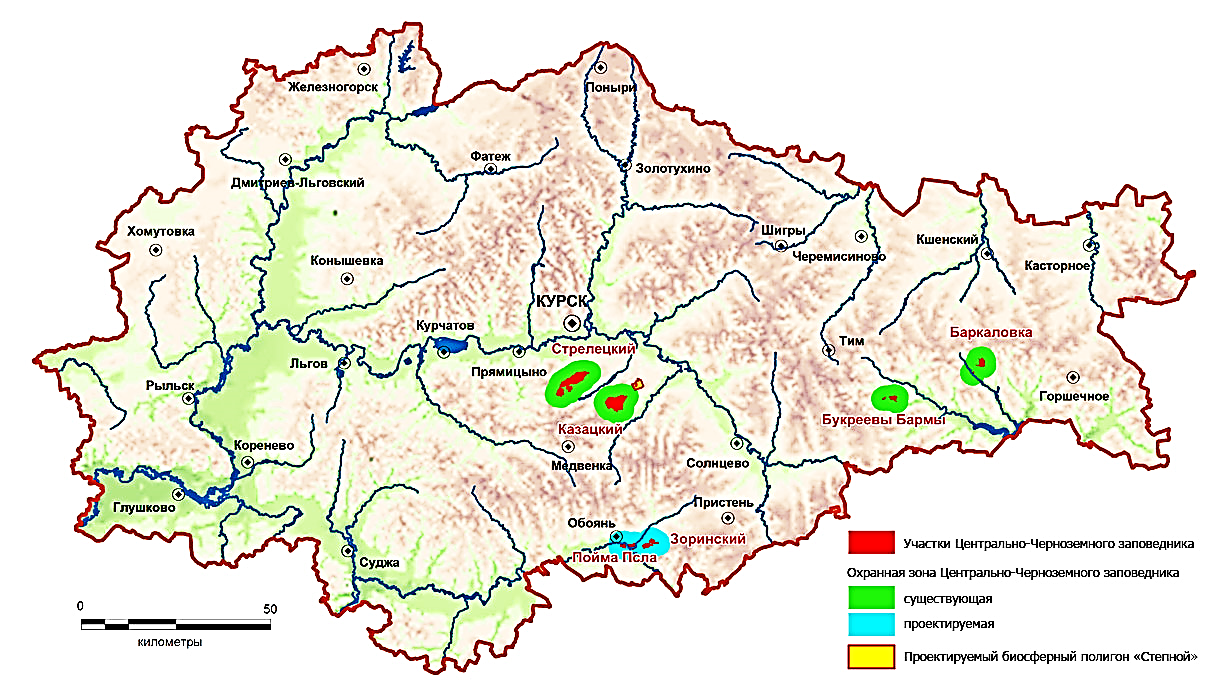 Железногорск
Поныри
Фатеж
Золотухино
Дмитриев-Льговский
Хомутовка
Шигры
Черемисиново
Кшенский
Касторное
Конышевка
КУРСК
Курчатов
Баркаловка
Тим
Стрелецкий
Льгов
Прямицыно
Рыльск
Горшечное
Букреевы Бармы
Казацкий
Коренево
Медвенка
Солнцево
Глушково
Пристень
Обоянь
Зоринский
Пойма Псла
Суджа
0 50
километры
Участки Центрально-Черноземного заповедника
Охранная зона Центрально-Черноземного заповедника
существующая
проектируемая
Проектируемый биосферный полигон «Степной»